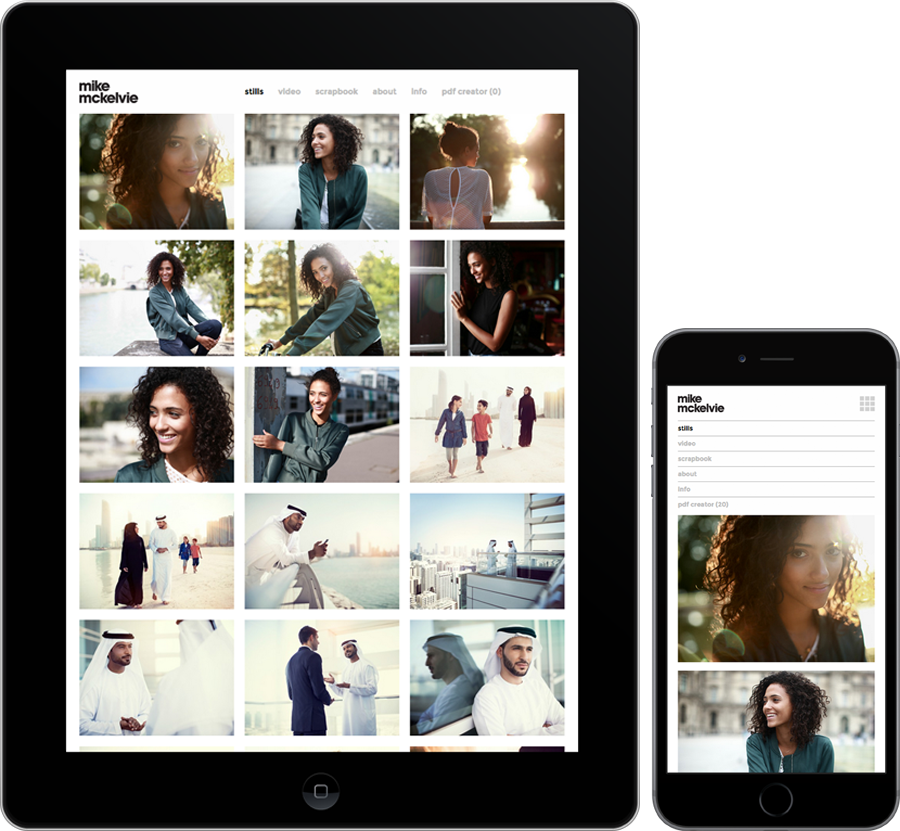 mike
mckelvie
stills video scrapbook about info pdf creator (0)
mike
mckelvie
stills
video
scrapbook
about
info
pdf creator (20)